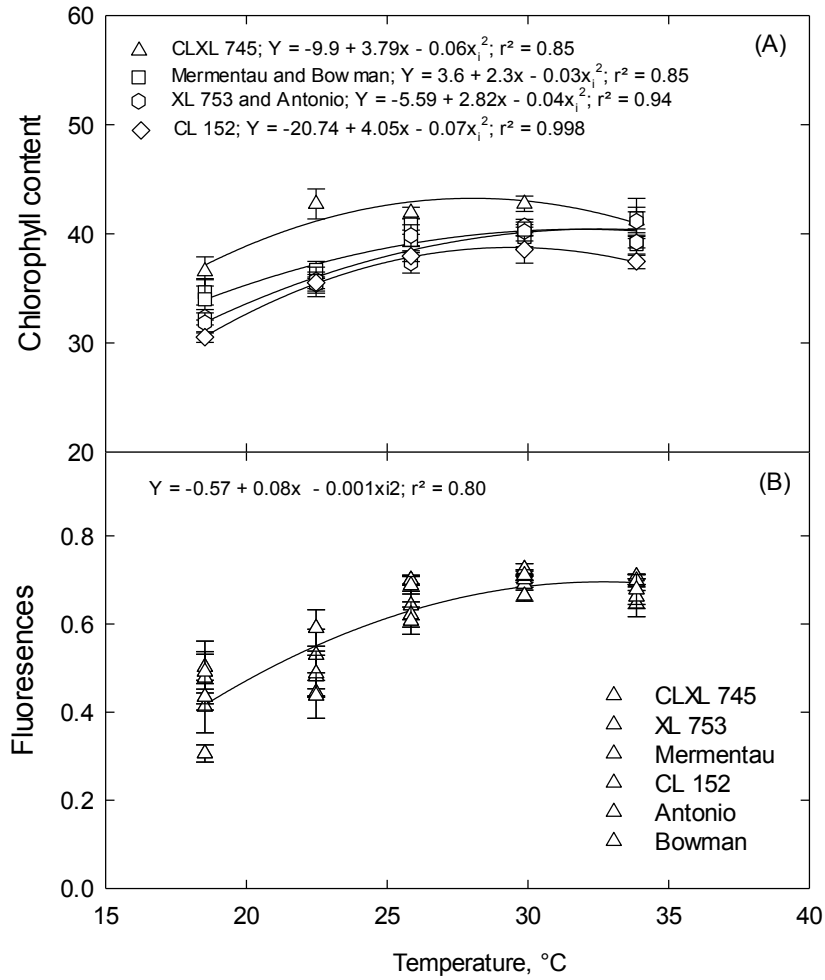 (A)
CLXL 745; Y = -9.9 + 3.79x - 0.06xᵢ²; r² = 0.85
Mermentau and Bowman; Y = 3.6 + 2.3x - 0.03xᵢ²; r² = 0.85
XL 753 and Antonio; Y = -5.59 + 2.82x - 0.04xᵢ²; r² = 0.94
CL 152; Y = -20.74 + 4.05x - 0.07xᵢ²; r² = 0.998
Chlorophyll content
60
50
40
30
20
(B)
Y = -0.57 + 0.08x - 0.001xi2; r² = 0.80
Fluoresences
0.8
0.6
0.4
0.2
0.0
CLXL 745
XL 753
Mermentau
CL 152
Antonio
Bowman
15 20 25 30 35 40
Temperature, °C